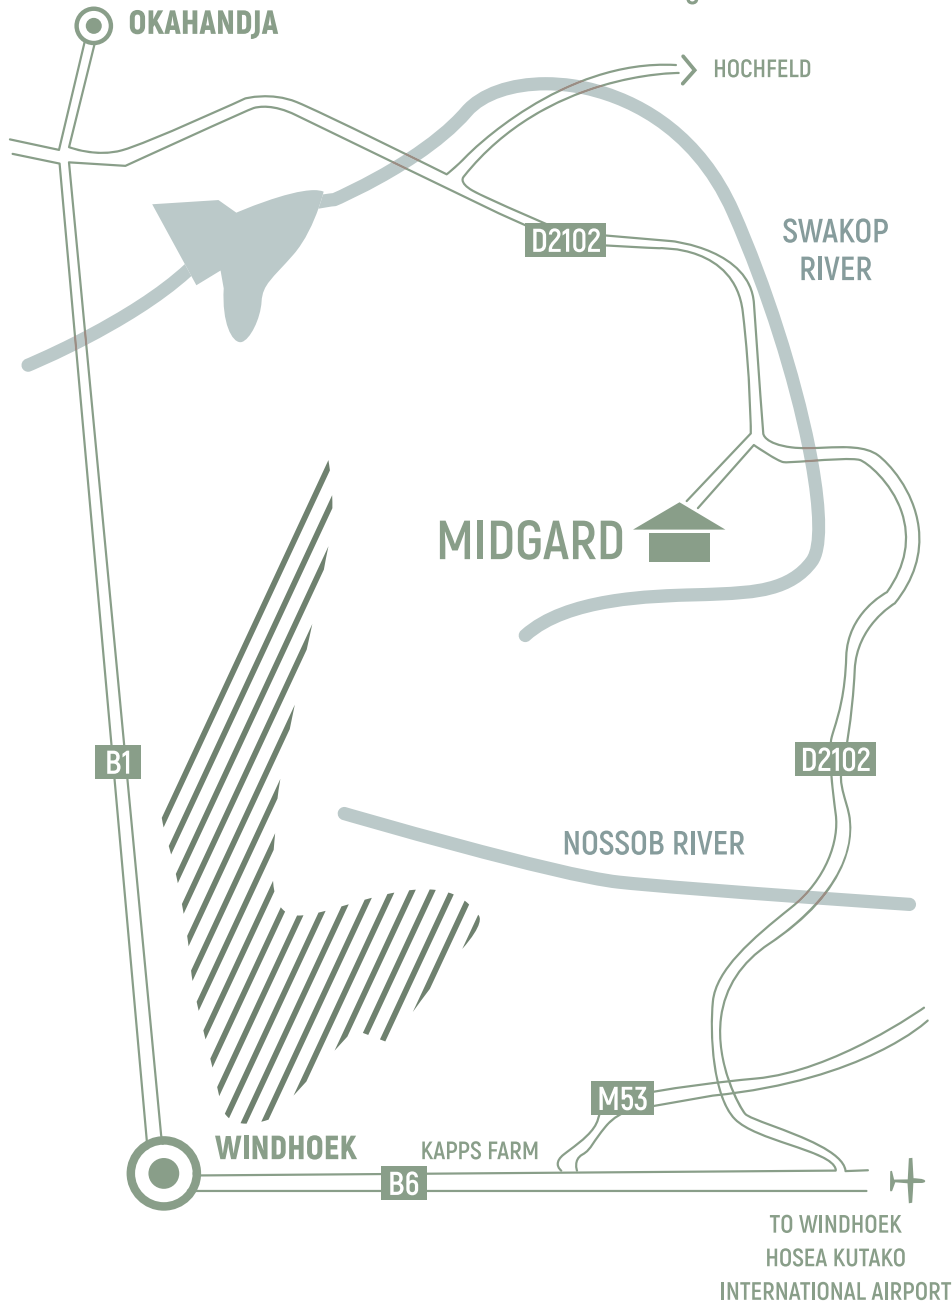 OKAHANDJA
HOCHFELD
SWAKOP
RIVER
D2102
MIDGARD
B1
D2102
NOSSOB RIVER
M53
WINDHOEK
KAPPS FARM
B6
TO WINDHOEK
HOSEA KUTAKO
INTERNATIONAL AIRPORT